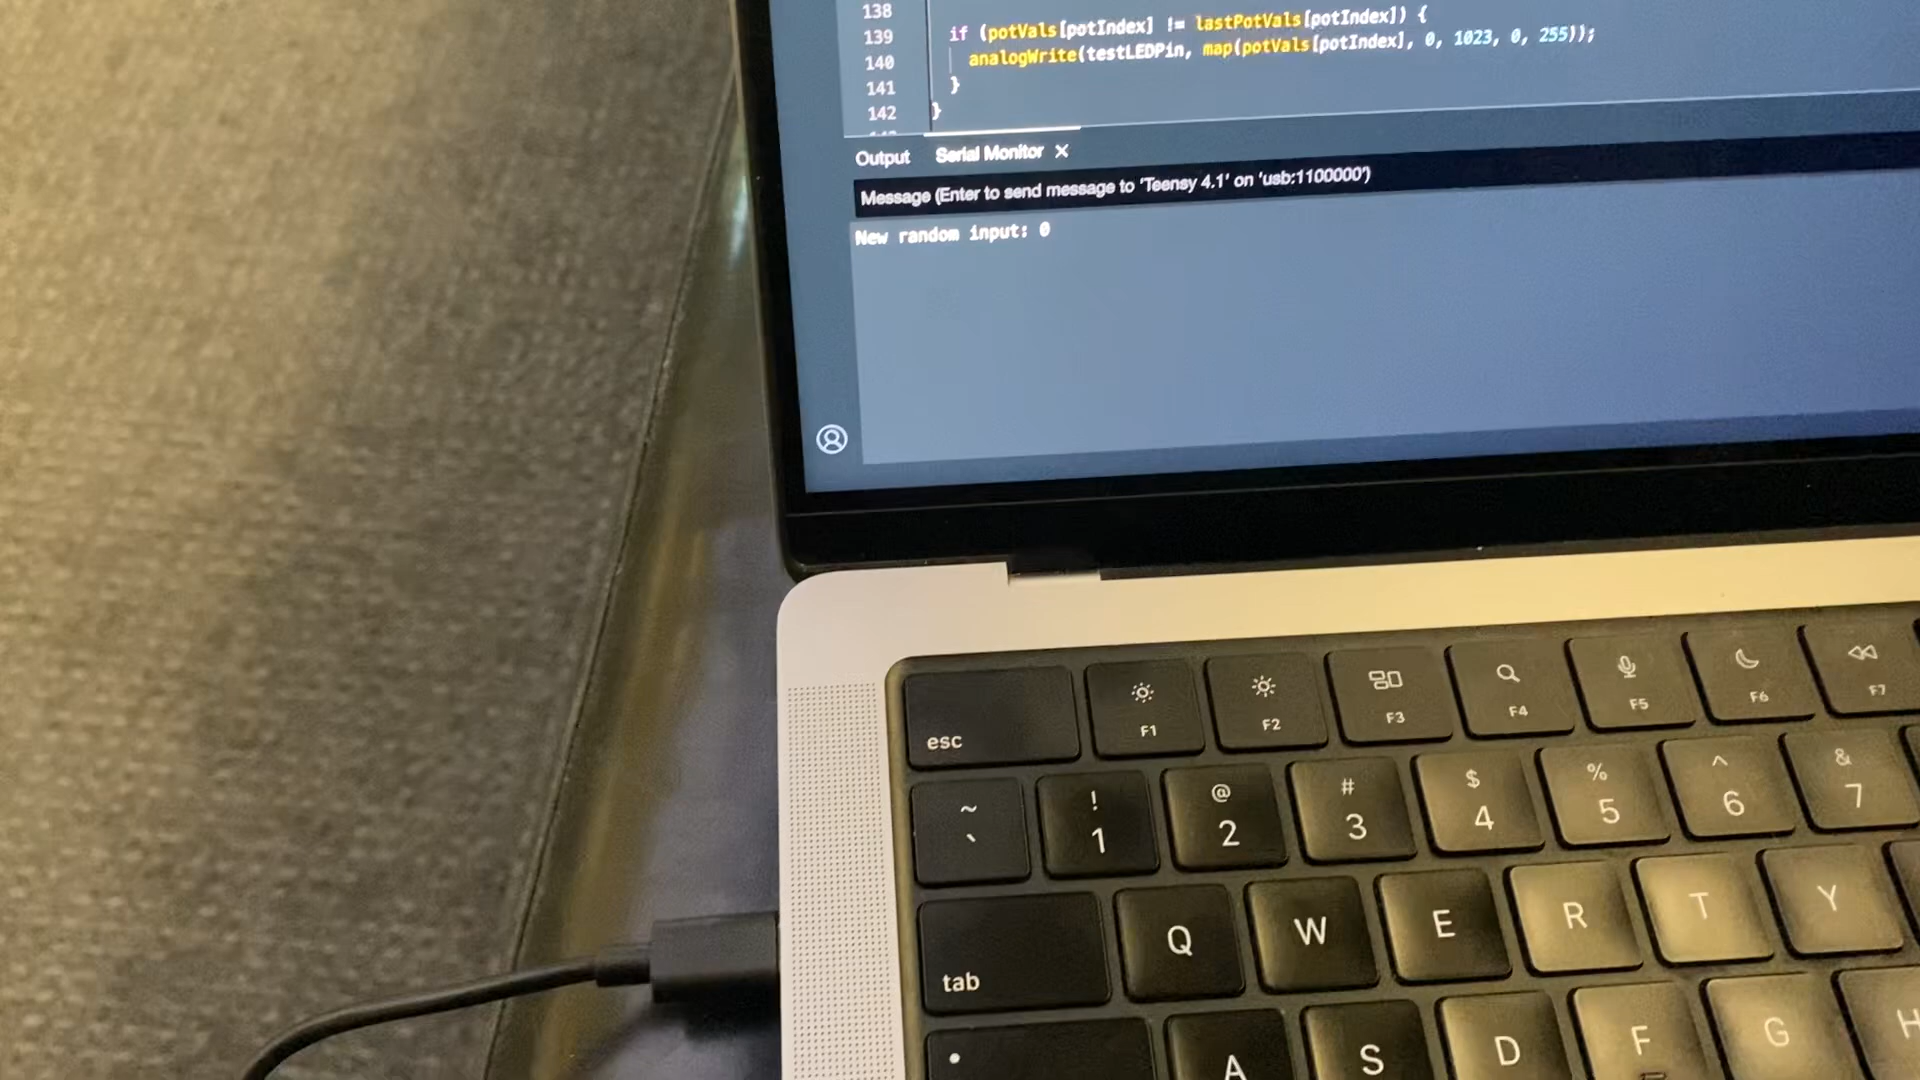 138
139 if (potVals[potIndex] != lastPotVals[potIndex]) {
140 analogWrite(testLEDPin, map(potVals[potIndex], 0, 1023, 0, 255));
141 }
142 }
Output Serial Monitor X
Message (Enter to send message to 'Teensy 4.1' on 'usb:1100000')
New random input: 0
esc F1 F2 F3 F4 F5 F6 F7
~ ! @ # $ % ^ &
` 1 2 3 4 5 6 7
tab Q W E R T Y
A S D F G H